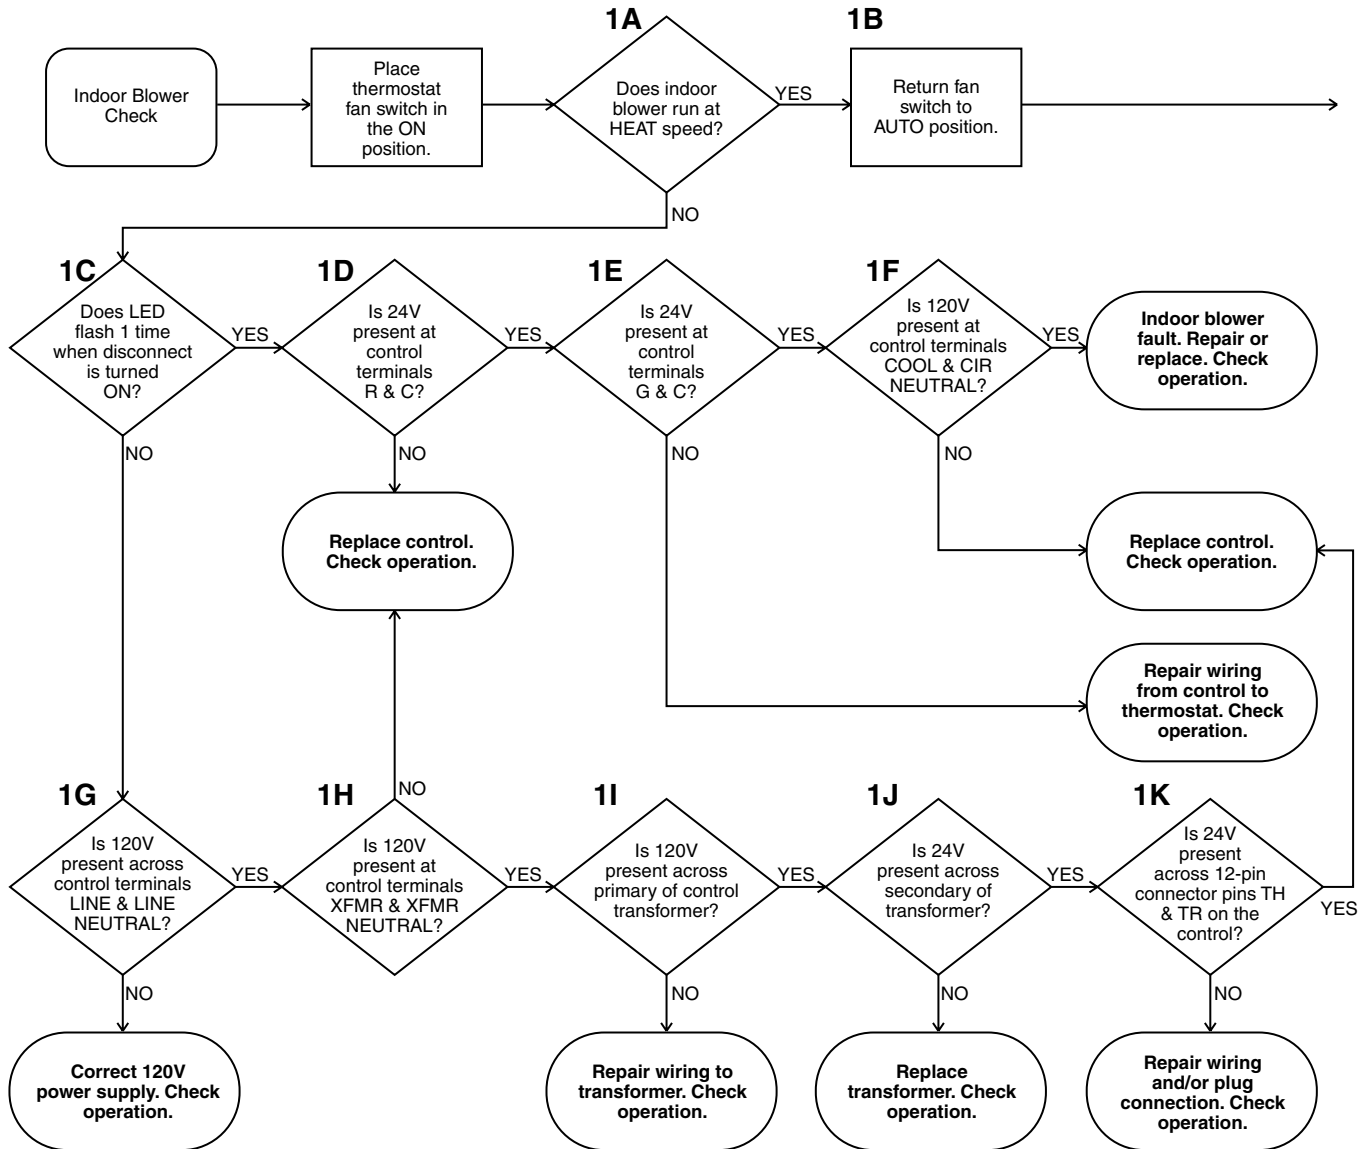 1A
1B
Indoor Blower
Check
Place
thermostat
fan switch in
the ON
position.
Does indoor
blower run at
HEAT speed?
YES
Return fan
switch to
AUTO position.
NO
1C
Does LED
flash 1 time
when disconnect
is turned
ON?
YES
NO
1D
Is 24V
present at
control
terminals
R & C?
YES
NO
1E
Is 24V
present at
control
terminals
G & C?
YES
NO
1F
Is 120V
present at
control terminals
COOL & CIR
NEUTRAL?
YES
NO
Indoor blower
fault. Repair or
replace. Check
operation.
Replace control.
Check operation.
Replace control.
Check operation.
Repair wiring
from control to
thermostat. Check
operation.
1G
Is 120V
present across
control terminals
LINE & LINE
NEUTRAL?
YES
NO
1H
Is 120V
present at
control terminals
XFMR & XFMR
NEUTRAL?
NO
YES
1I
Is 120V
present across
primary of control
transformer?
YES
NO
1J
Is 24V
present across
secondary of
transformer?
YES
NO
1K
Is 24V
present
across 12-pin
connector pins TH
& TR on the
control?
YES
NO
Correct 120V
power supply. Check
operation.
Repair wiring to
transformer. Check
operation.
Replace
transformer. Check
operation.
Repair wiring
and/or plug
connection. Check
operation.